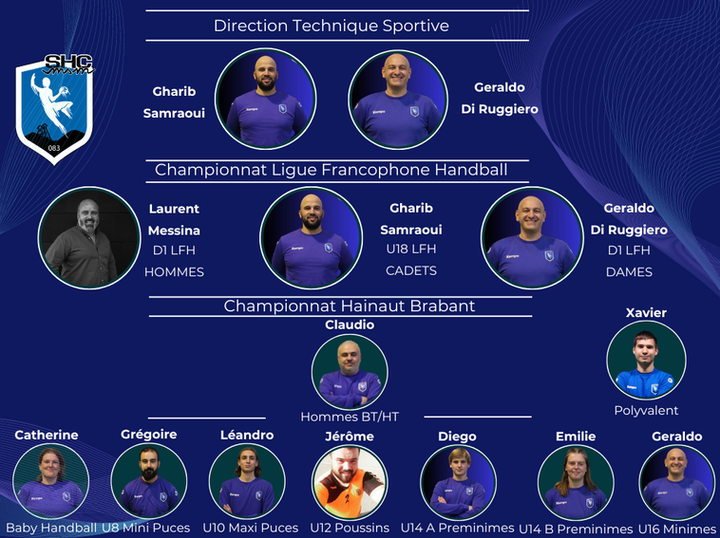 Direction Technique Sportive
SHC
083
Gharib
Samraoui
Geraldo
Di Ruggiero
Championnat Ligue Francophone Handball
Laurent
Messina
D1 LFH
HOMMES
Gharib
Samraoui
U18 LFH
CADETS
Geraldo
Di Ruggiero
D1 LFH
DAMES
Championnat Hainaut Brabant
Claudio
Hommes BT/HT
Xavier
Polyvalent
Catherine
Baby Handball
Grégoire
U8 Mini Puces
Léandro
U10 Maxi Puces
Jérôme
U12 Poussins
Diego
U14 A Preminimes
Emilie
U14 B Preminimes
Geraldo
U16 Minimes